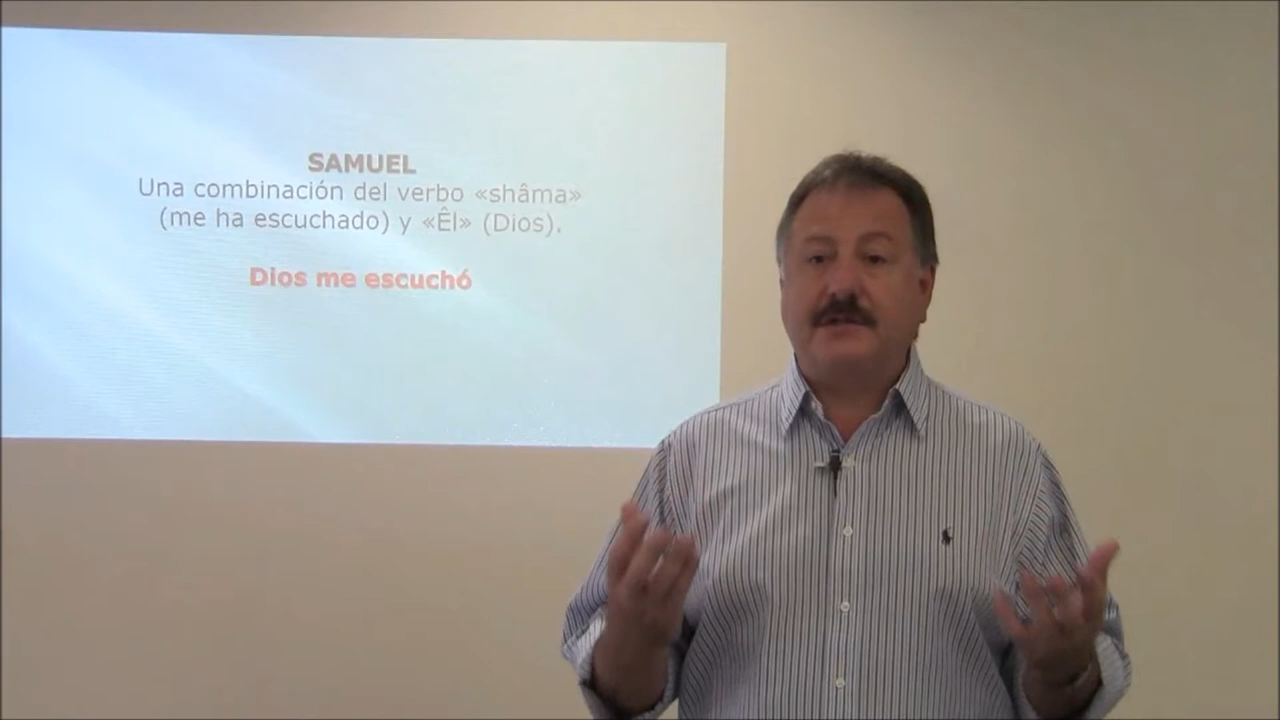 SAMUEL
Una combinación del verbo «shâma»
(me ha escuchado) y «Êl» (Dios).
Dios me escuchó